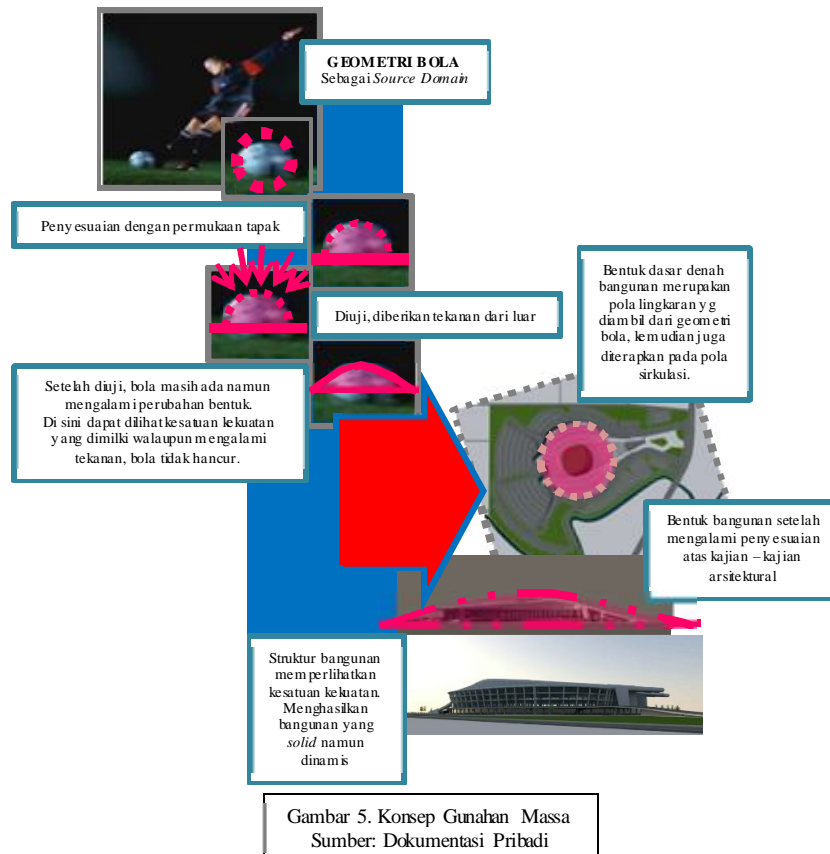 GEOMETRI BOLA
Sebagai Source Domain
Penyesuaian dengan permukaan tapak
Diuji, diberikan tekanan dari luar
Setelah diuji, bola masih ada namun
mengalami perubahan bentuk.
Di sini dapat dilihat kesatuan kekuatan
yang dimilki walaupun mengalami
tekanan, bola tidak hancur.
Bentuk dasar denah
bangunan merupakan
pola lingkaran yg
diambil dari geometri
bola, kemudian juga
diterapkan pada pola
sirkulasi.
Bentuk bangunan setelah
mengalami penyesuaian
atas kajian – kajian
arsitektural
Struktur bangunan
memperlihatkan
kesatuan kekuatan.
Menghasilkan
bangunan yang
solid namun
dinamis
Gambar 5. Konsep Gunahan Massa
Sumber: Dokumentasi Pribadi